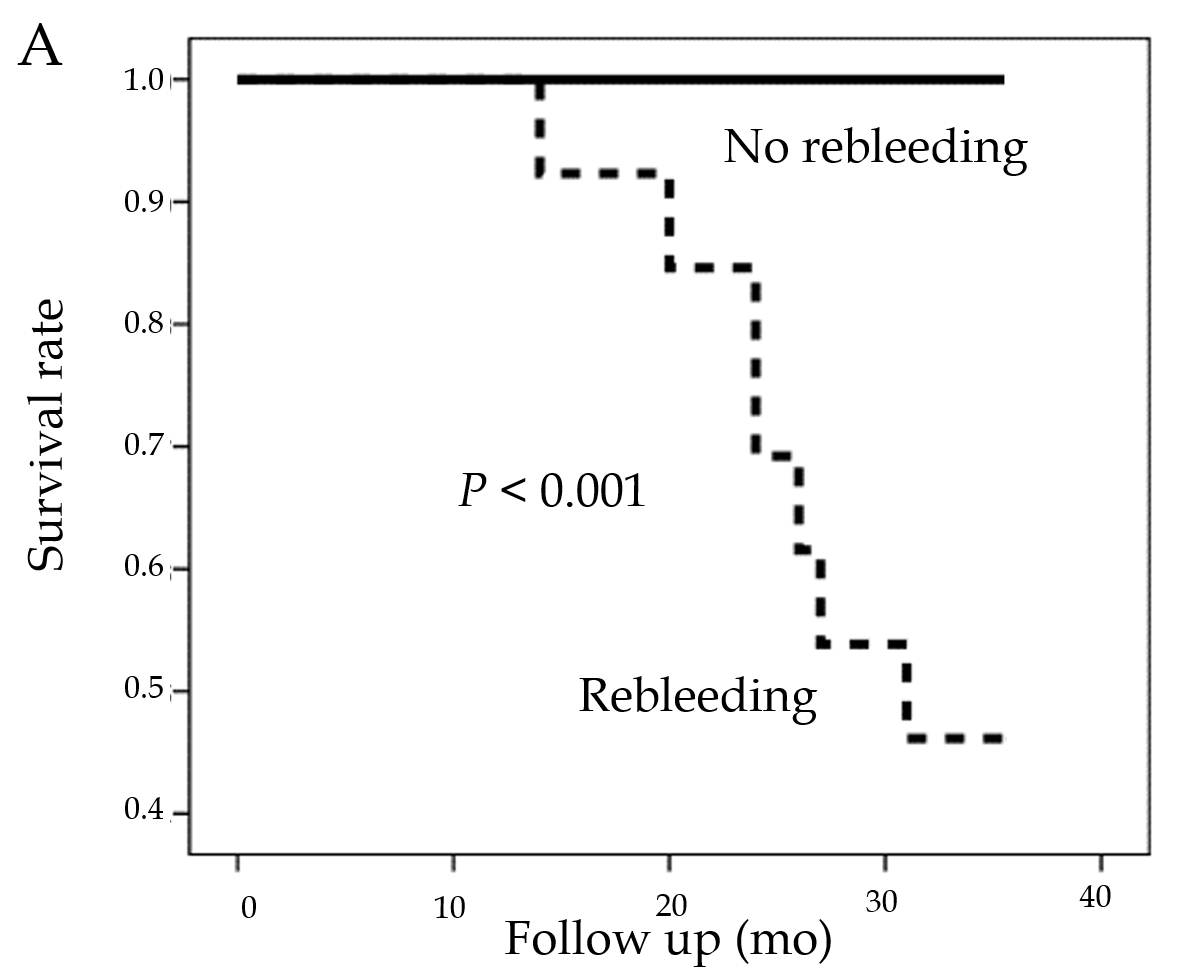 A
1.0
No rebleeding
0.9
0.8
Survival rate
0.7
P < 0.001
0.6
0.5
Rebleeding
0.4
0 10 20 30 40
Follow up (mo)